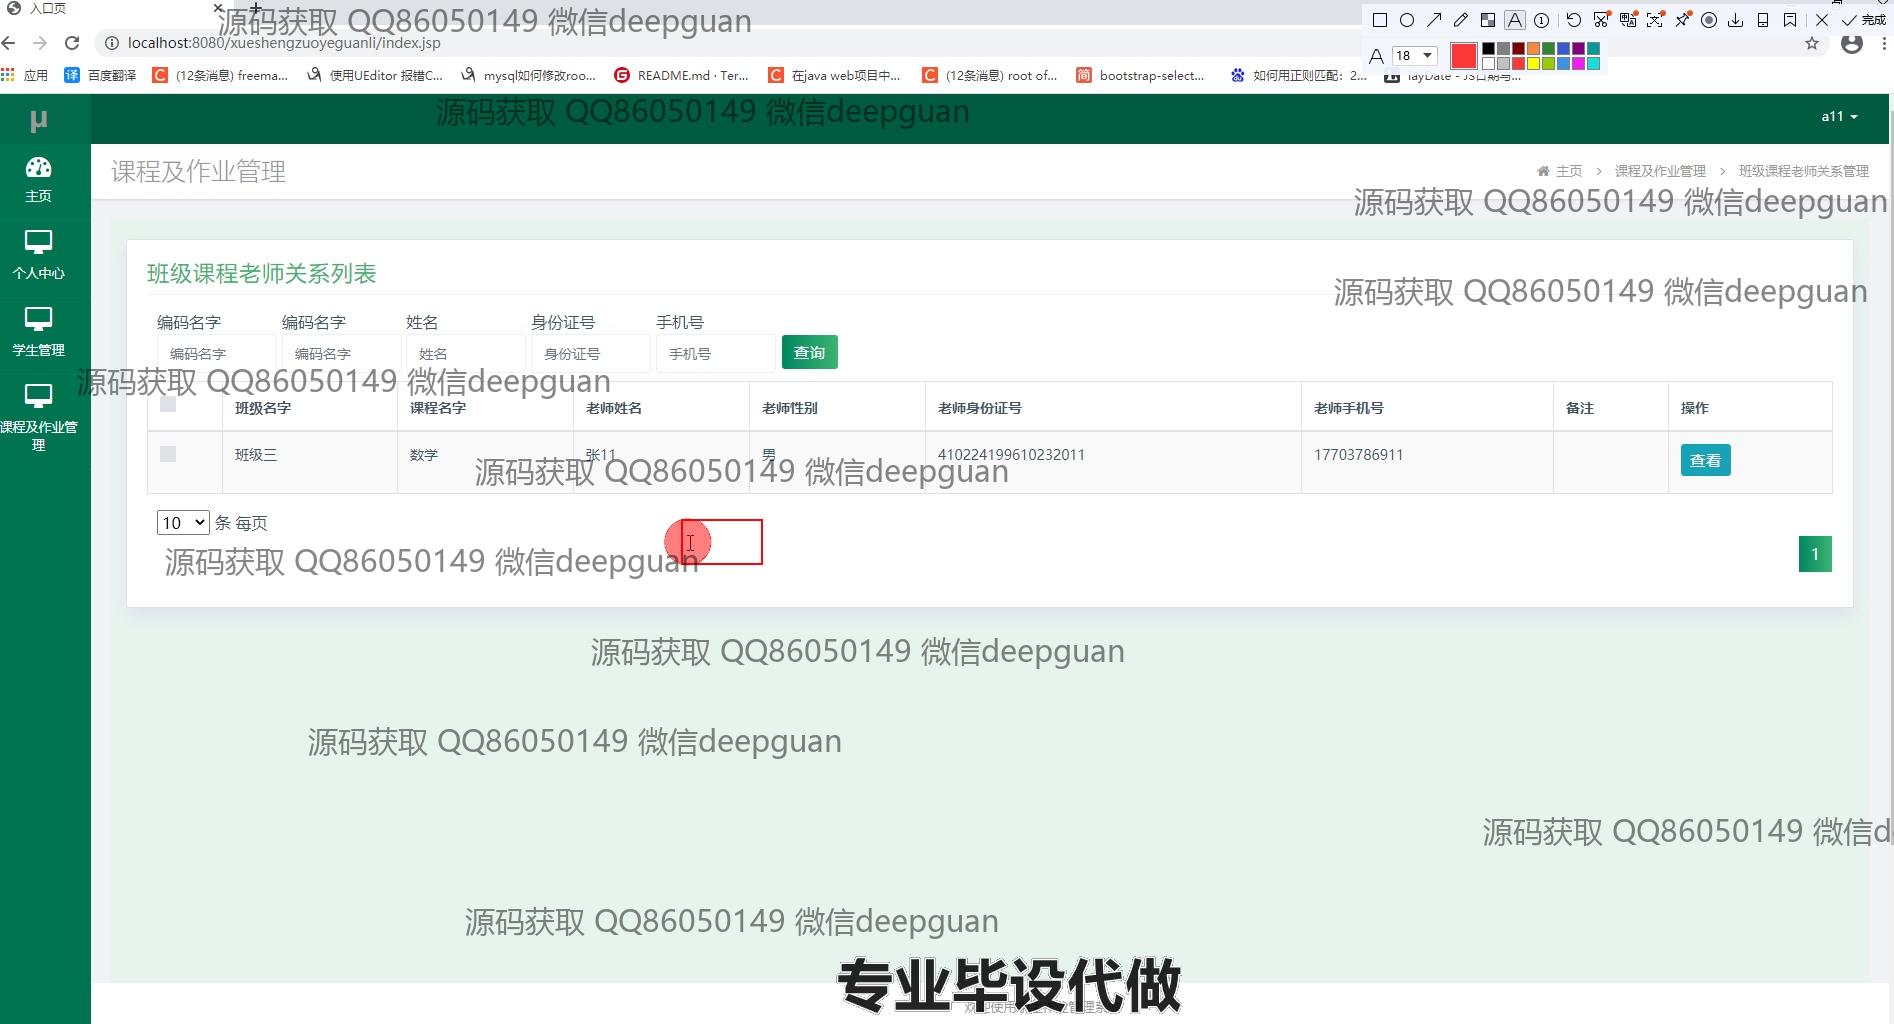 入口页
源码获取 QQ86050149 微信deepguan
完成
localhost:8080/xueshengzuoyeguanli/index.jsp
A 18
应用 百度翻译 (12条消息) freema... 使用UEditor 报错C... mysql如何修改roo... README.md · Ter... 在java web项目中... (12条消息) root of... bootstrap-select... 如何用正则匹配：2... layDate - JS日期与...
源码获取 QQ86050149 微信deepguan
μ
a11
主页
课程及作业管理
主页 > 课程及作业管理 > 班级课程老师关系管理
源码获取 QQ86050149 微信deepguan
个人中心
班级课程老师关系列表
源码获取 QQ86050149 微信deepguan
编码名字 编码名字 姓名 身份证号 手机号
学生管理
编码名字 编码名字 姓名 身份证号 手机号 查询
源码获取 QQ86050149 微信deepguan
班级名字 课程名字 老师姓名 老师性别 老师身份证号 老师手机号 备注 操作
课程及作业管
理
班级三 数学 张11 男 410224199610232011 17703786911 查看
源码获取 QQ86050149 微信deepguan
10 条 每页
1
源码获取 QQ86050149 微信deepguan
源码获取 QQ86050149 微信deepguan
源码获取 QQ86050149 微信deepguan
源码获取 QQ86050149 微信d
源码获取 QQ86050149 微信deepguan
专业毕设代做